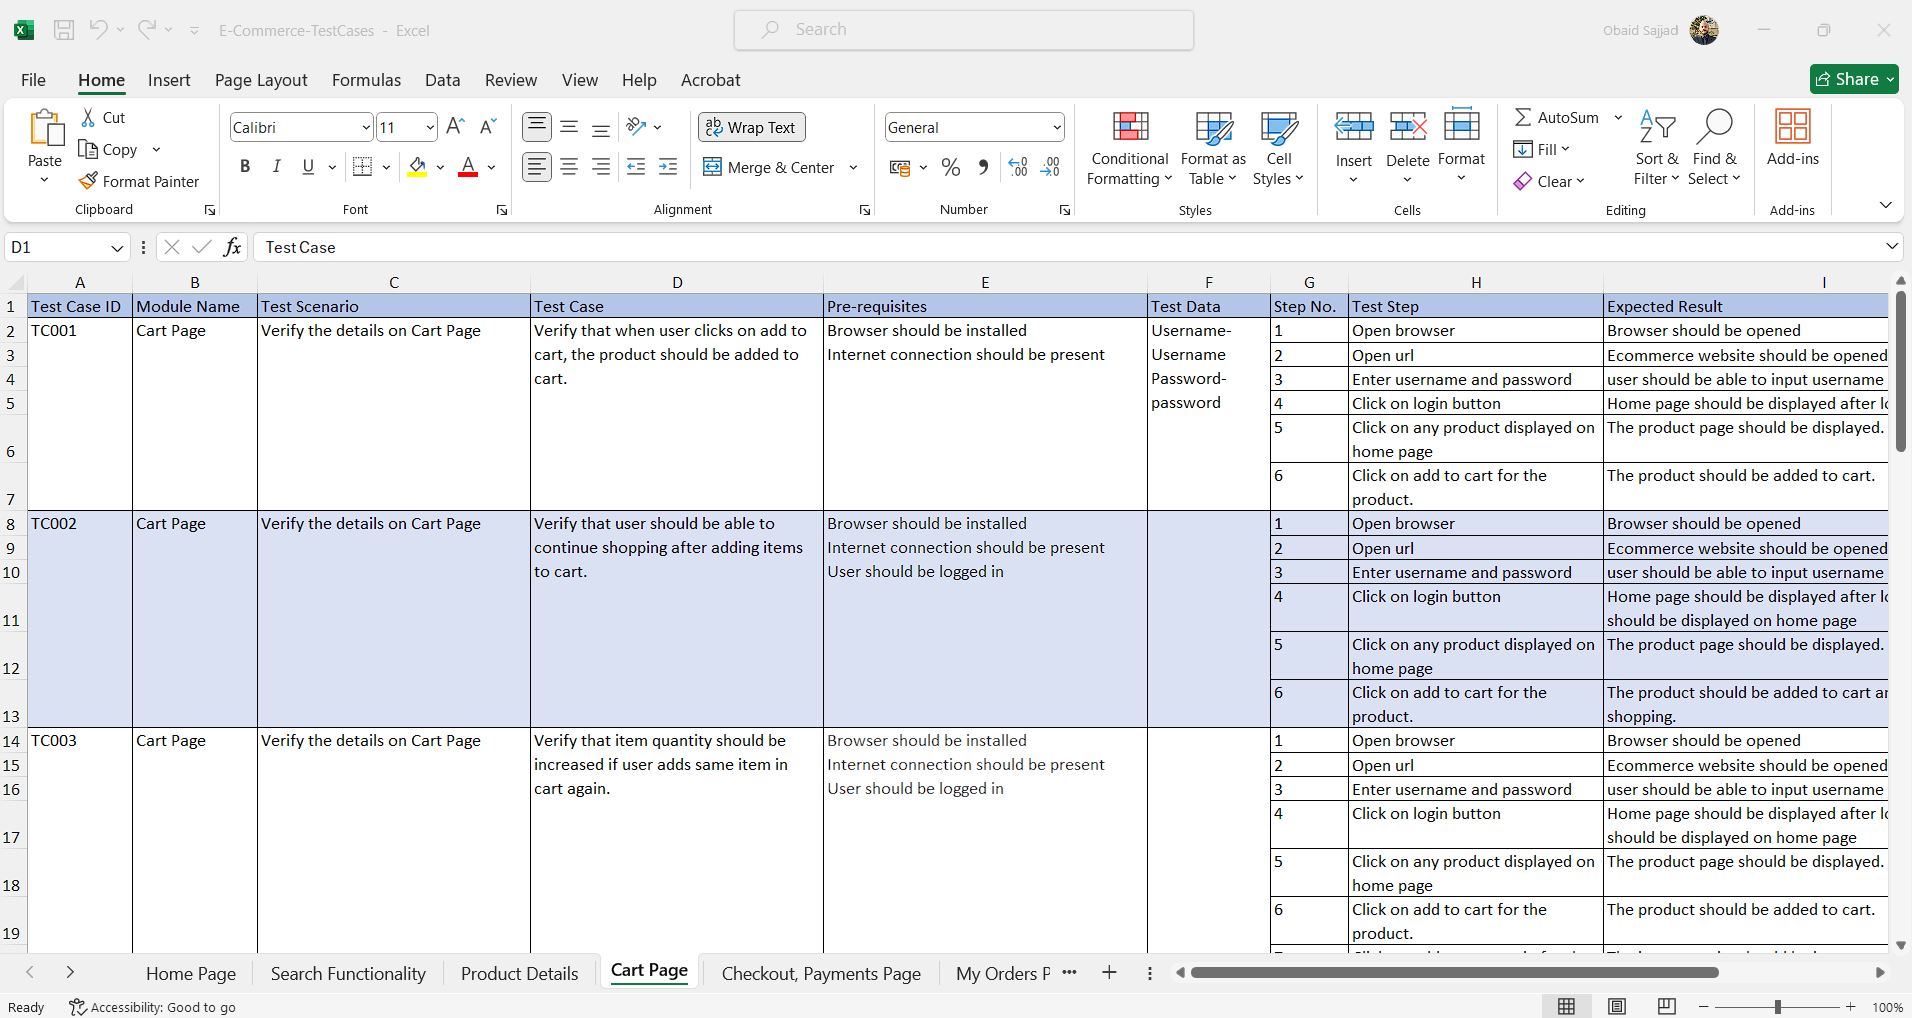 E-Commerce-TestCases - Excel
Search
Obaid Sajjad
File Home Insert Page Layout Formulas Data Review View Help Acrobat
Share
Paste
Cut
Copy
Format Painter
Clipboard
Calibri 11
B I U
A
Font
Wrap Text
Merge & Center
Alignment
General
%
Number
Conditional Formatting
Format as Table
Cell Styles
Styles
Insert
Delete
Format
Cells
AutoSum
Fill
Clear
Sort & Filter
Find & Select
Editing
Add-ins
Add-ins
D1
fx Test Case
A B C D E F G H I
1 Test Case ID Module Name Test Scenario Test Case Pre-requisites Test Data Step No. Test Step Expected Result
2 TC001 Cart Page Verify the details on Cart Page Verify that when user clicks on add to Browser should be installed Username- 1 Open browser Browser should be opened
3 cart, the product should be added to Internet connection should be present Username 2 Open url Ecommerce website should be opened
4 cart. Password- 3 Enter username and password user should be able to input username
5 password 4 Click on login button Home page should be displayed after
5 Click on any product displayed on The product page should be displayed.
6 home page
6 Click on add to cart for the The product should be added to cart.
7 product.
8 TC002 Cart Page Verify the details on Cart Page Verify that user should be able to Browser should be installed 1 Open browser Browser should be opened
9 continue shopping after adding items Internet connection should be present 2 Open url Ecommerce website should be opened
10 to cart. User should be logged in 3 Enter username and password user should be able to input username
4 Click on login button Home page should be displayed after
11 should be displayed on home page
5 Click on any product displayed on The product page should be displayed.
12 home page
6 Click on add to cart for the The product should be added to cart
13 product. shopping.
14 TC003 Cart Page Verify the details on Cart Page Verify that item quantity should be Browser should be installed 1 Open browser Browser should be opened
15 increased if user adds same item in Internet connection should be present 2 Open url Ecommerce website should be opened
16 cart again. User should be logged in 3 Enter username and password user should be able to input username
4 Click on login button Home page should be displayed after
17 should be displayed on home page
5 Click on any product displayed on The product page should be displayed.
18 home page
6 Click on add to cart for the The product should be added to cart.
19 product.
Home Page Search Functionality Product Details Cart Page Checkout, Payments Page My Orders P ...
Ready Accessibility: Good to go 100%